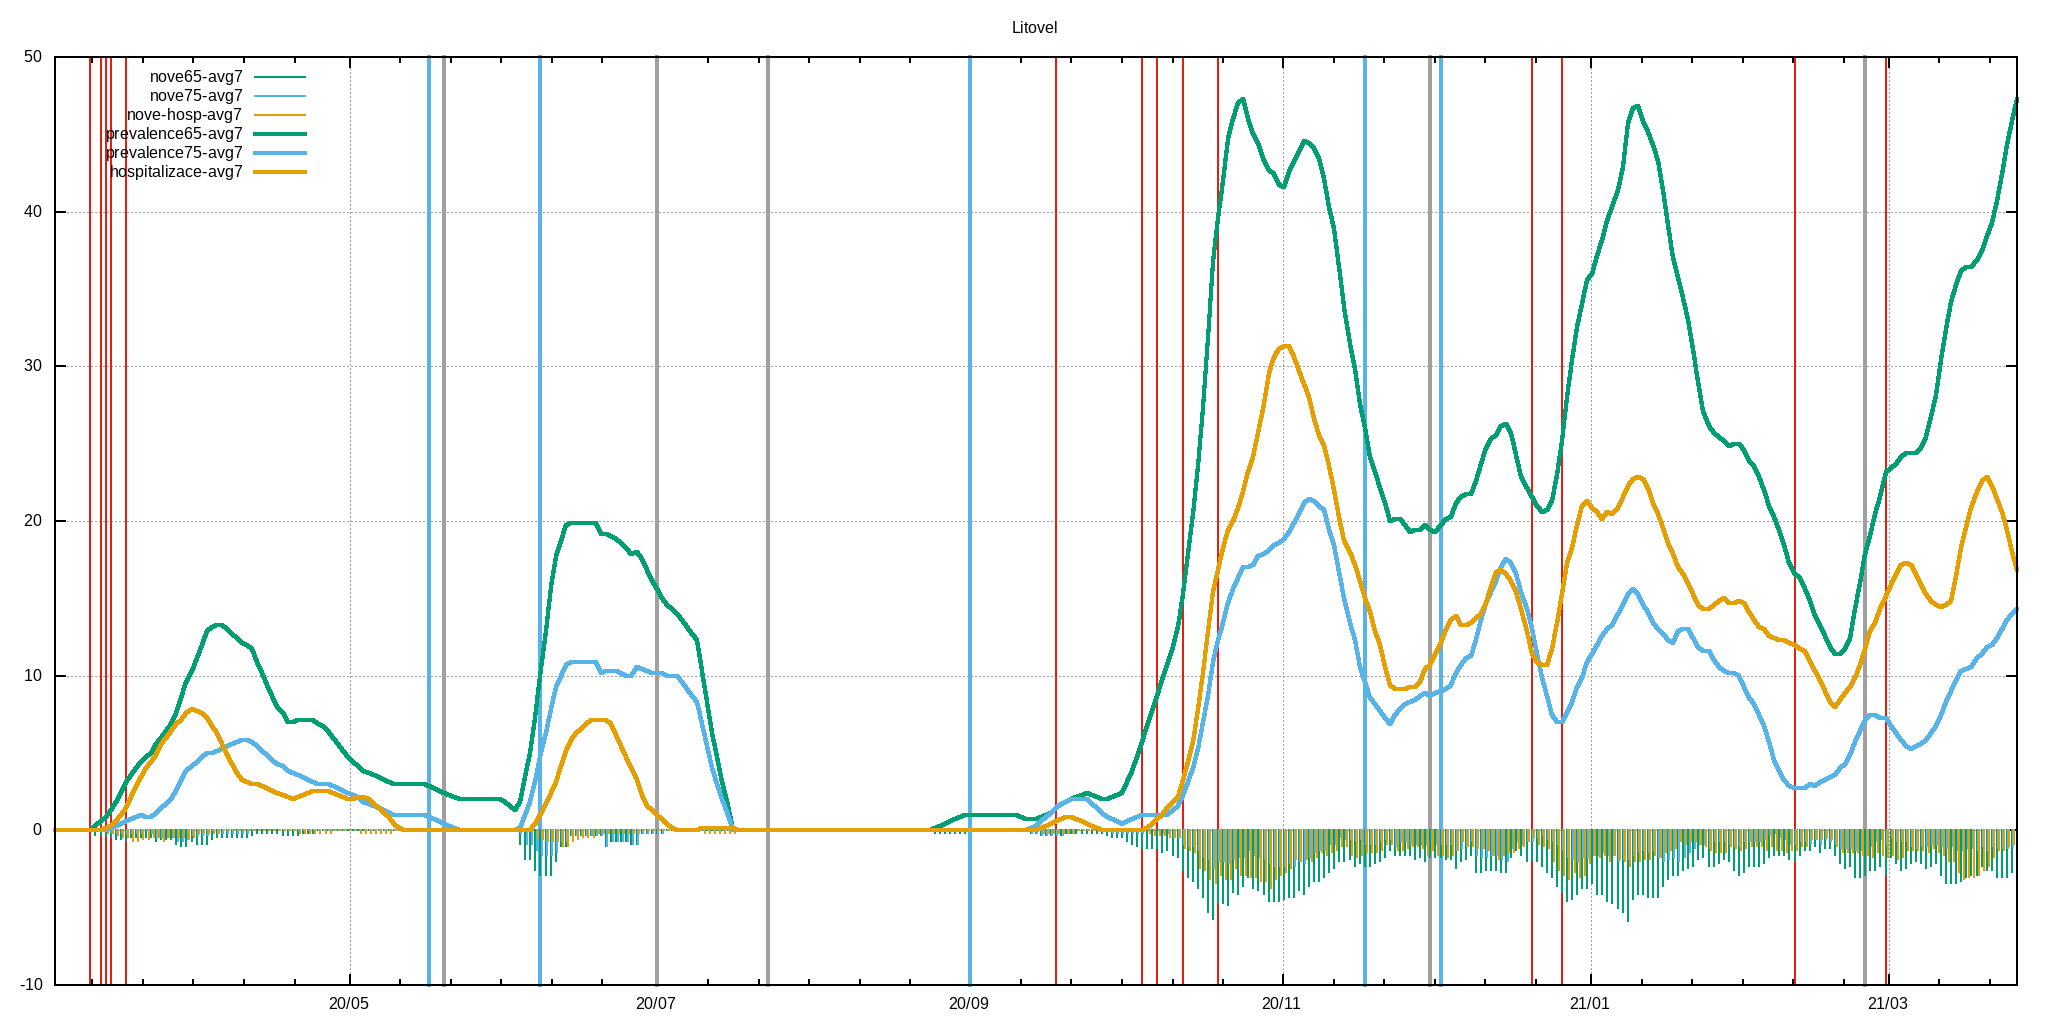 Litovel
50
nove65-avg7
nove75-avg7
nove-hosp-avg7
prevalence65-avg7
prevalence75-avg7
hospitalizace-avg7
40
30
20
10
0
-10
20/05 20/07 20/09 20/11 21/01 21/03